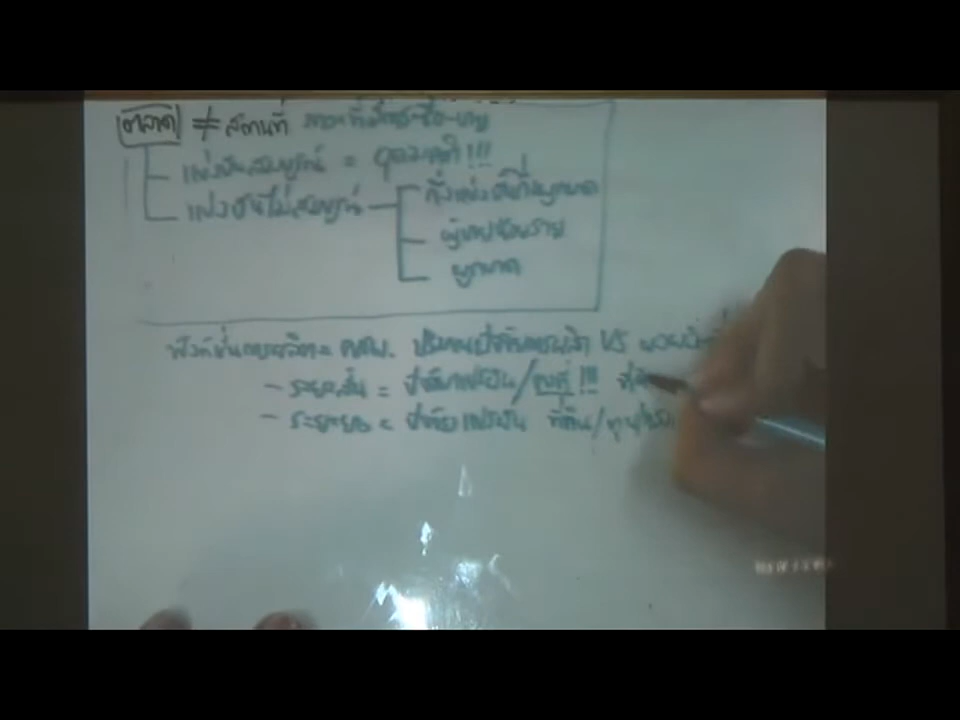 ตลาด ≠ สถานที่ สภาวะที่มีการซื้อ-ขาย
แข่งขันสมบูรณ์ = อุดมคติ!!!
แข่งขันไม่สมบูรณ์
กึ่งแข่งขันกึ่งผูกขาด
ผู้ขายน้อยราย
ผูกขาด
ฟังก์ชั่นการผลิต = คสพ. ปริมาณปัจจัยการผลิต VS ผลผลิต
- ระยะสั้น = ปัจจัยแปรผัน/คงที่!!!
- ระยะยาว = ปัจจัยแปรผัน ที่ดิน/ทุน/